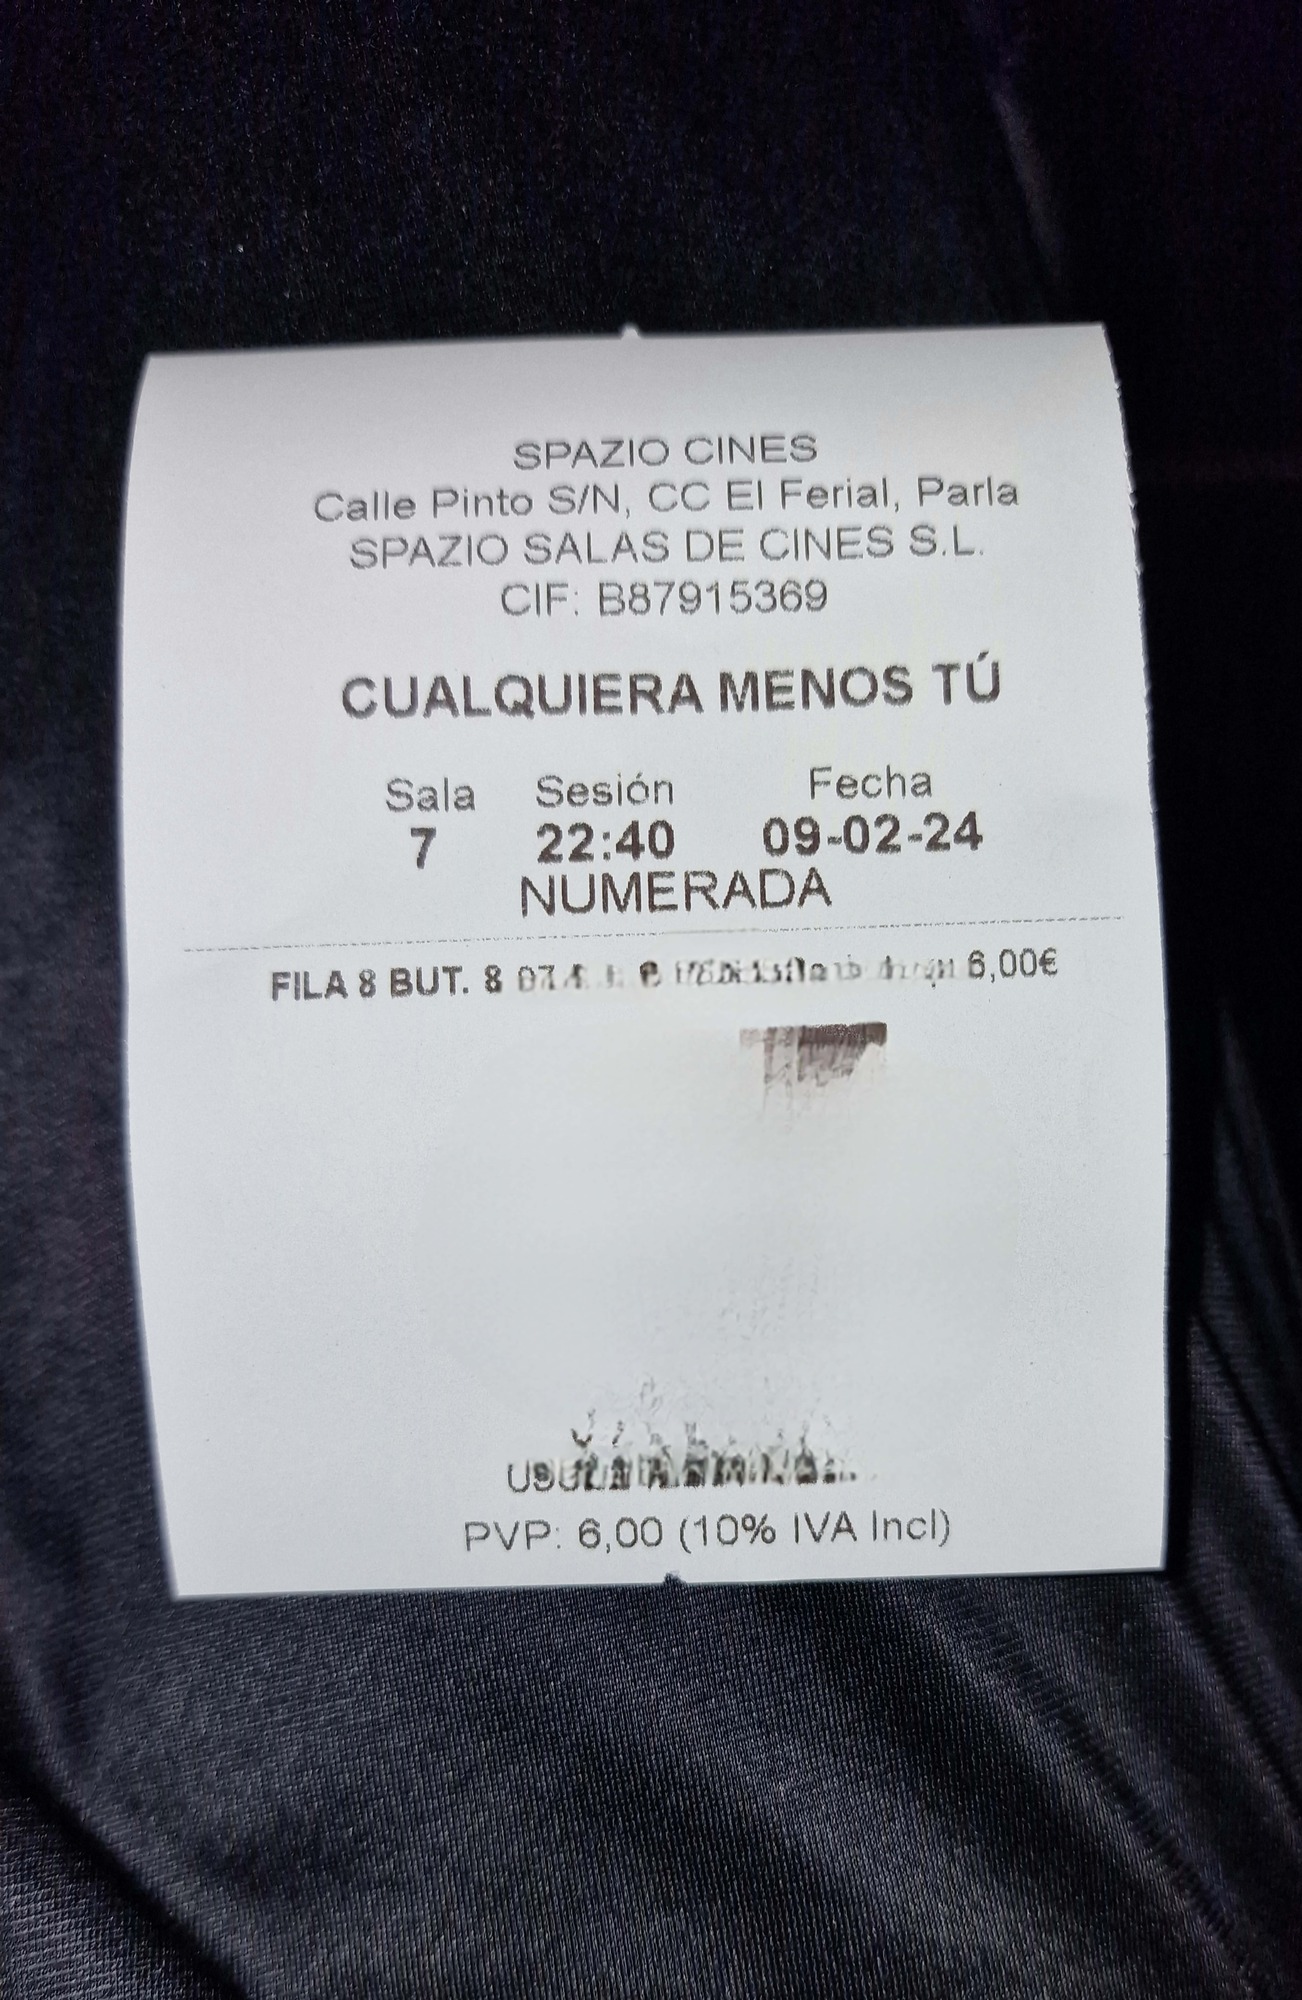 SPAZIO CINES
Calle Pinto S/N, CC El Ferial, Parla
SPAZIO SALAS DE CINES S.L.
CIF: B87915369
CUALQUIERA MENOS TÚ
Sala Sesión Fecha
7 22:40 09-02-24
NUMERADA
FILA 8 BUT. 8 6,00€
PVP: 6,00 (10% IVA Incl)